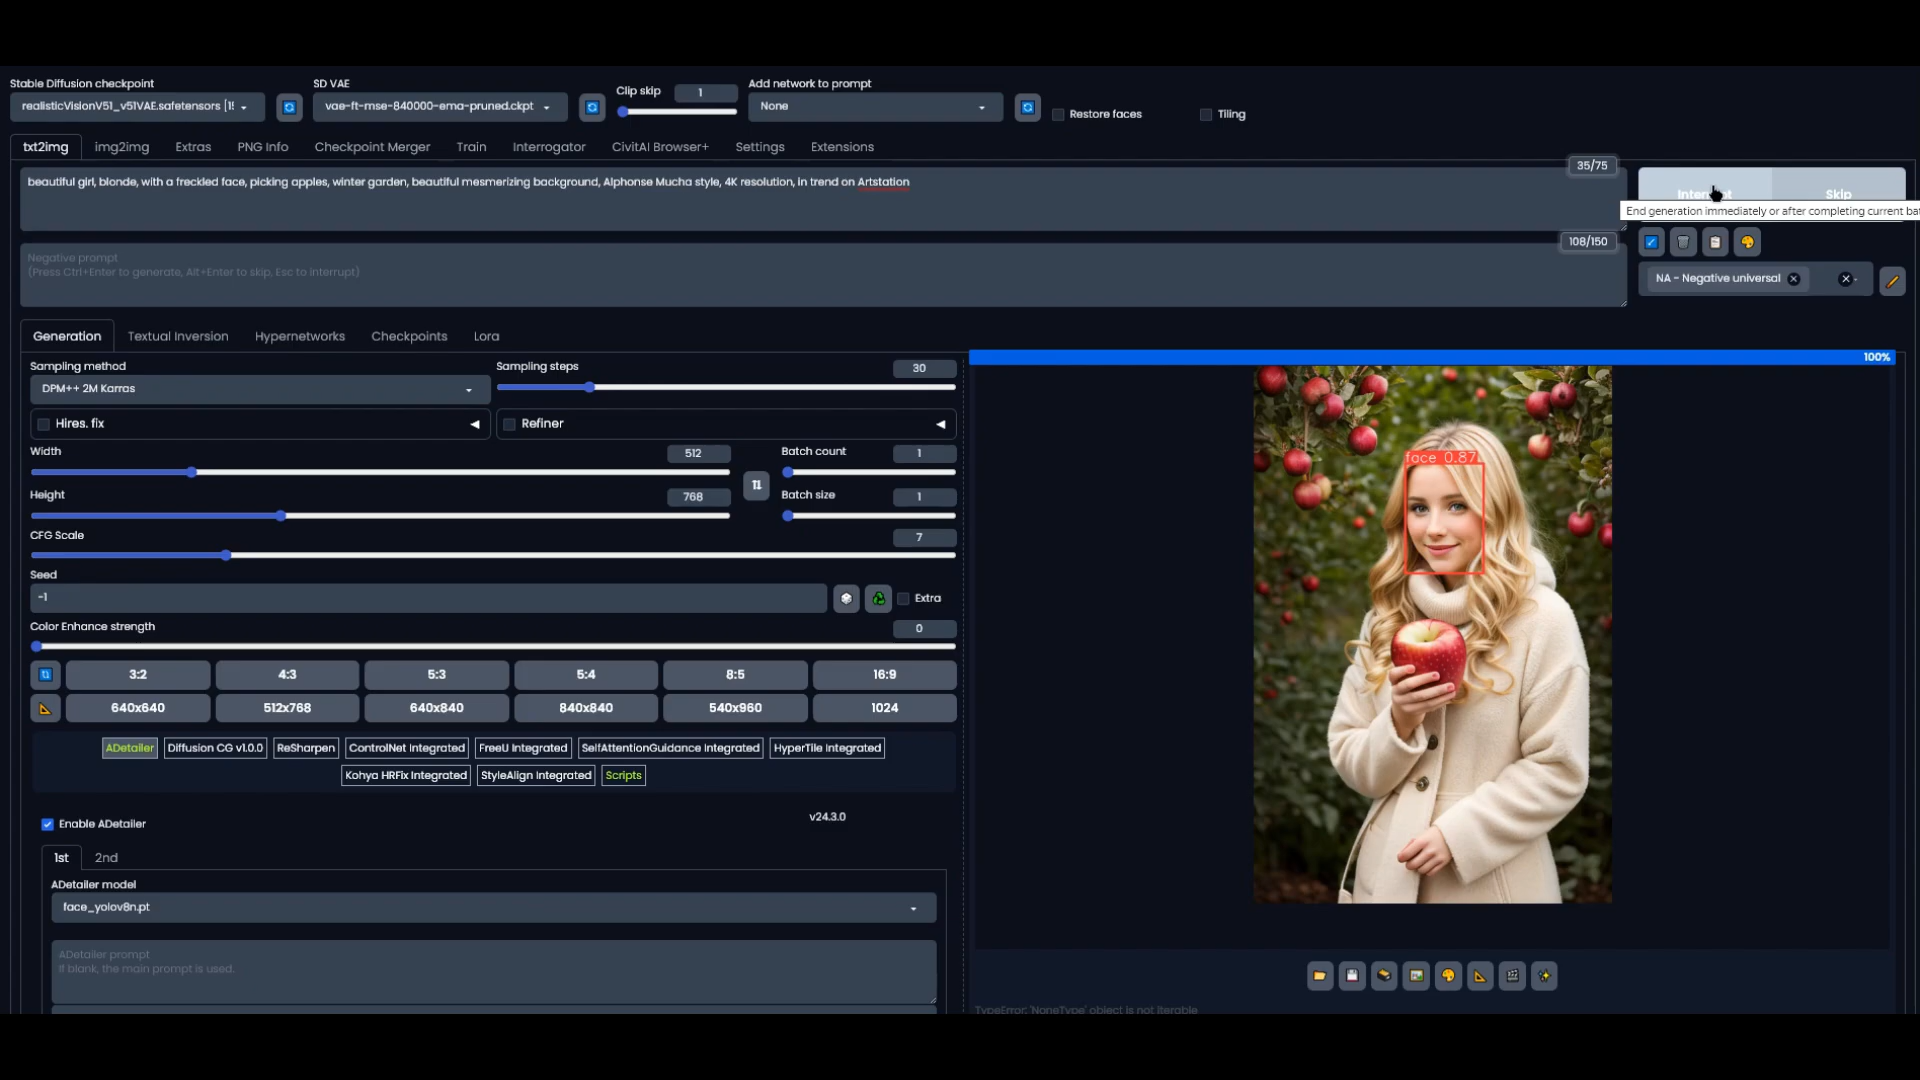 Stable Diffusion checkpoint
SD VAE
Clip skip
1
Add network to prompt
realisticVisionV51_v51VAE.safetensors [1!
vae-ft-mse-840000-ema-pruned.ckpt
None
Restore faces
Tiling
txt2img
img2img
Extras
PNG Info
Checkpoint Merger
Train
Interrogator
CivitAI Browser+
Settings
Extensions
35/75
beautiful girl, blonde, with a freckled face, picking apples, winter garden, beautiful mesmerizing background, Alphonse Mucha style, 4K resolution, in trend on Artstation
Skip
End generation immediately or after completing current bat
108/150
Negative prompt
(Press Ctrl+Enter to generate, Alt+Enter to skip, Esc to interrupt)
NA - Negative universal
Generation
Textual Inversion
Hypernetworks
Checkpoints
Lora
100%
Sampling method
Sampling steps
30
DPM++ 2M Karras
Hires. fix
Refiner
Width
512
Batch count
1
Height
768
Batch size
1
CFG Scale
7
Seed
-1
Extra
Color Enhance strength
0
3:2
4:3
5:3
5:4
8:5
16:9
640x640
512x768
640x840
840x840
540x960
1024
ADetailer
Diffusion CG v1.0.0
ReSharpen
ControlNet Integrated
FreeU Integrated
SelfAttentionGuidance Integrated
HyperTile Integrated
Kohya HRFix Integrated
StyleAlign Integrated
Scripts
Enable ADetailer
v24.3.0
1st
2nd
ADetailer model
face_yolov8n.pt
ADetailer prompt
If blank, the main prompt is used.
face 0.87
TypeError: 'NoneType' object is not iterable